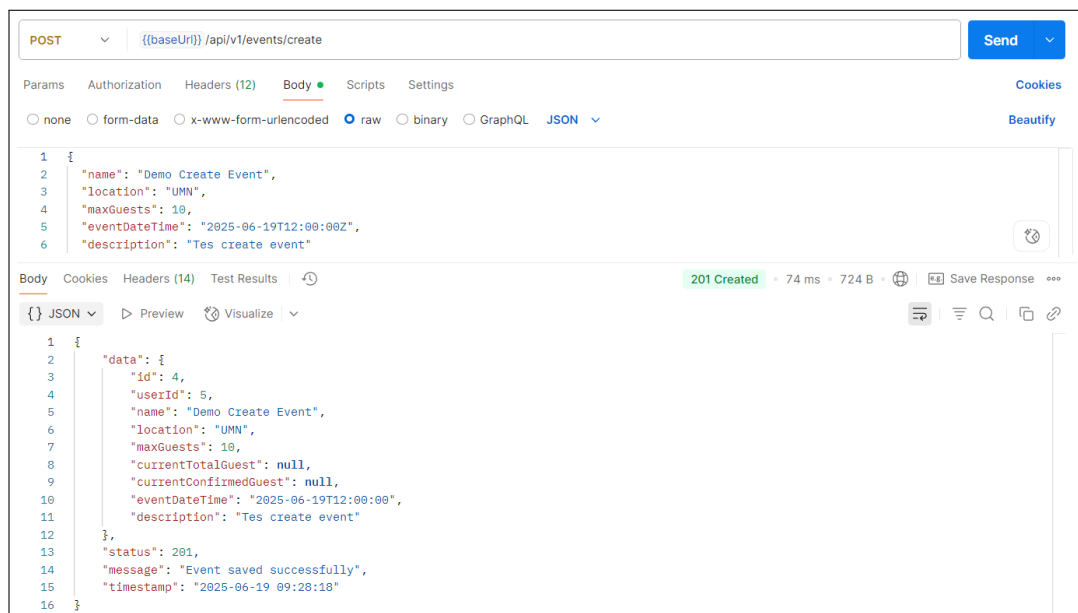 POST {{baseUrl}} /api/v1/events/create Send
Params Authorization Headers (12) Body Scripts Settings Cookies
none form-data x-www-form-urlencoded raw binary GraphQL JSON Beautify
1 {
2 "name": "Demo Create Event",
3 "location": "UMN",
4 "maxGuests": 10,
5 "eventDateTime": "2025-06-19T12:00:00Z",
6 "description": "Tes create event"
Body Cookies Headers (14) Test Results 201 Created 74 ms 724 B e.g. Save Response
{} JSON Preview Visualize
1 {
2 "data": {
3 "id": 4,
4 "userId": 5,
5 "name": "Demo Create Event",
6 "location": "UMN",
7 "maxGuests": 10,
8 "currentTotalGuest": null,
9 "currentConfirmedGuest": null,
10 "eventDateTime": "2025-06-19T12:00:00",
11 "description": "Tes create event"
12 },
13 "status": 201,
14 "message": "Event saved successfully",
15 "timestamp": "2025-06-19 09:28:18"
16 }